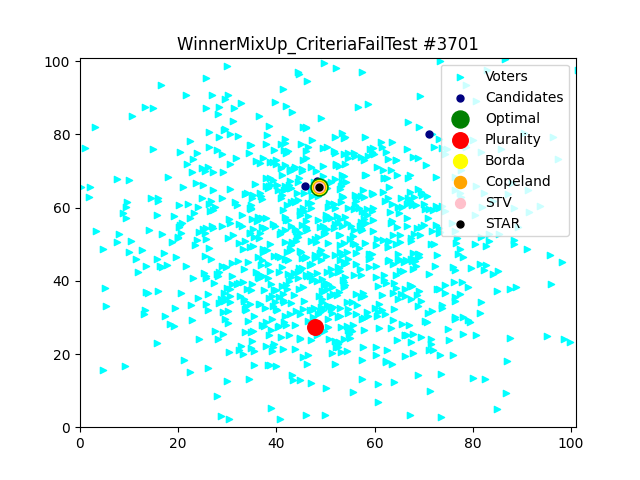 WinnerMixUp_CriteriaFailTest #3701
100
80
60
40
20
0
0 20 40 60 80 100
Voters
Candidates
Optimal
Plurality
Borda
Copeland
STV
STAR